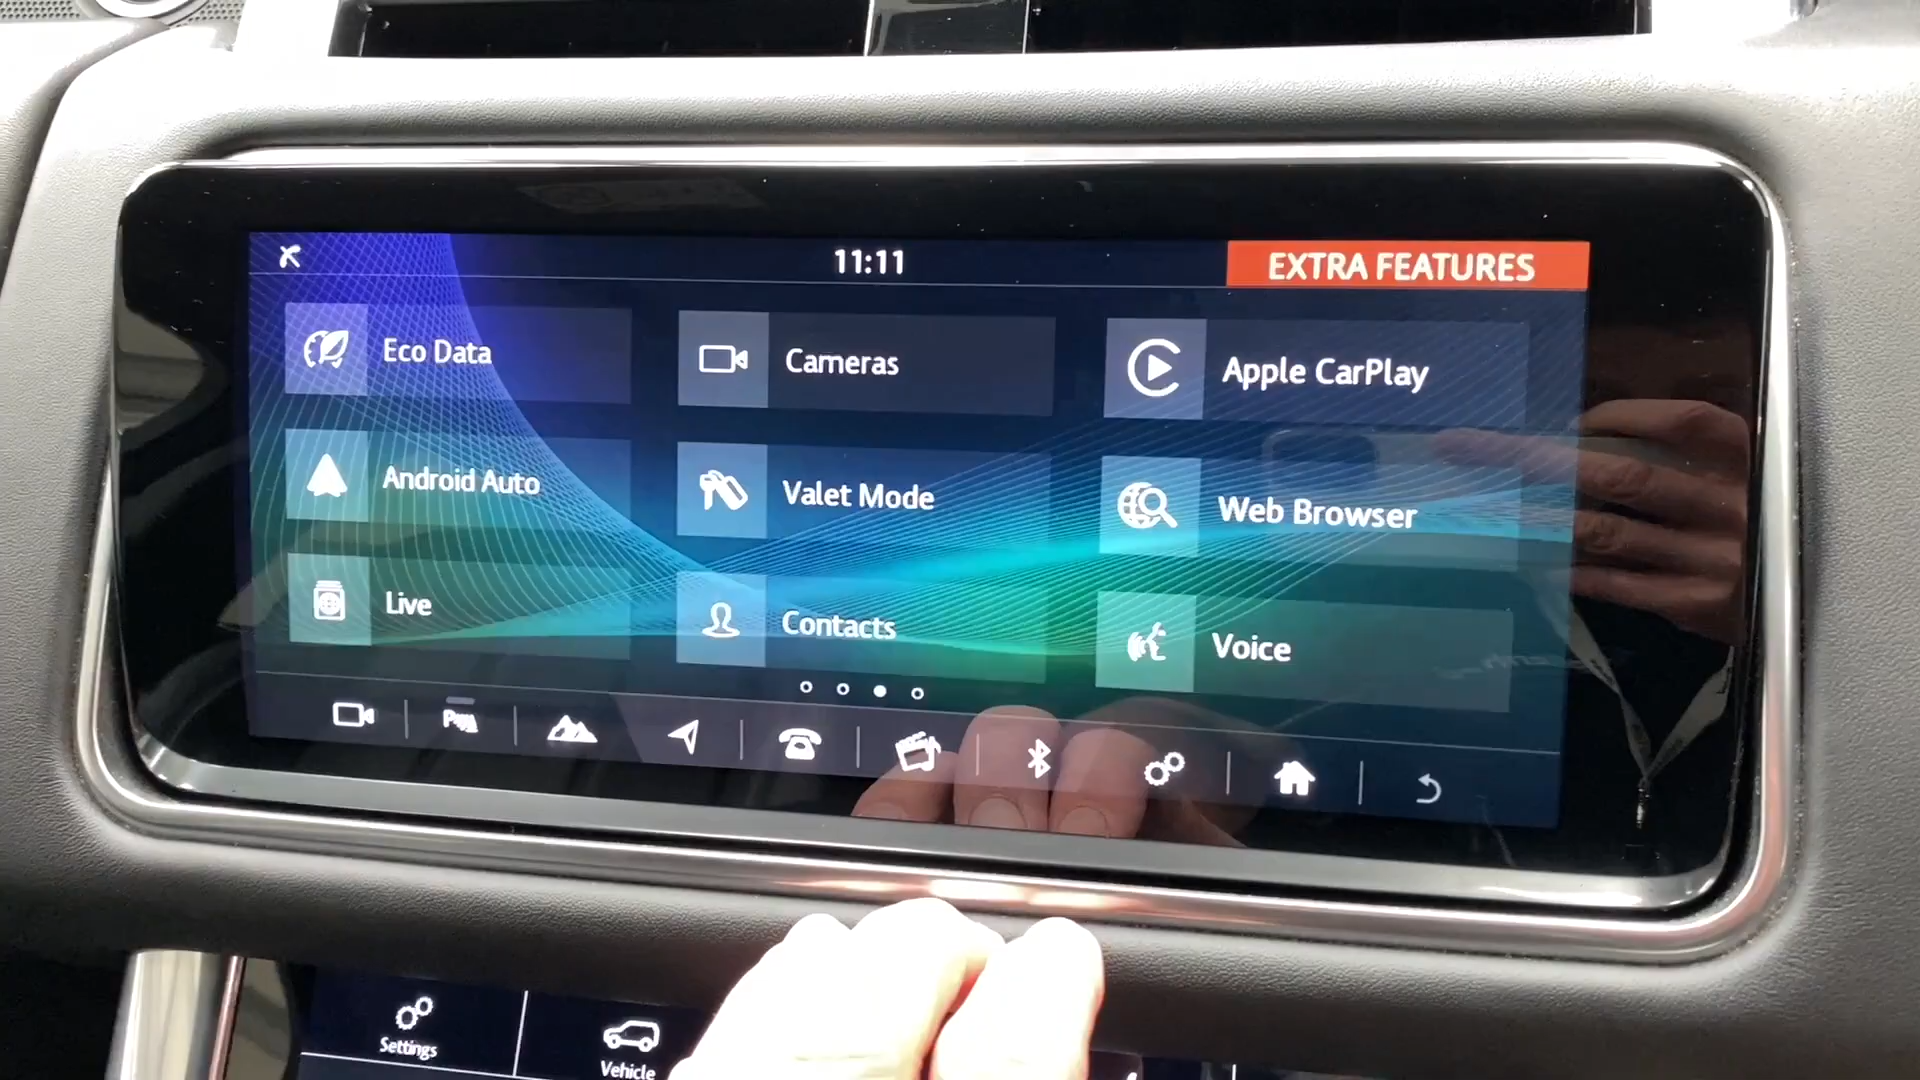 11:11
EXTRA FEATURES
Eco Data
Cameras
Apple CarPlay
Android Auto
Valet Mode
Web Browser
Live
Contacts
Voice
Settings
Vehicle